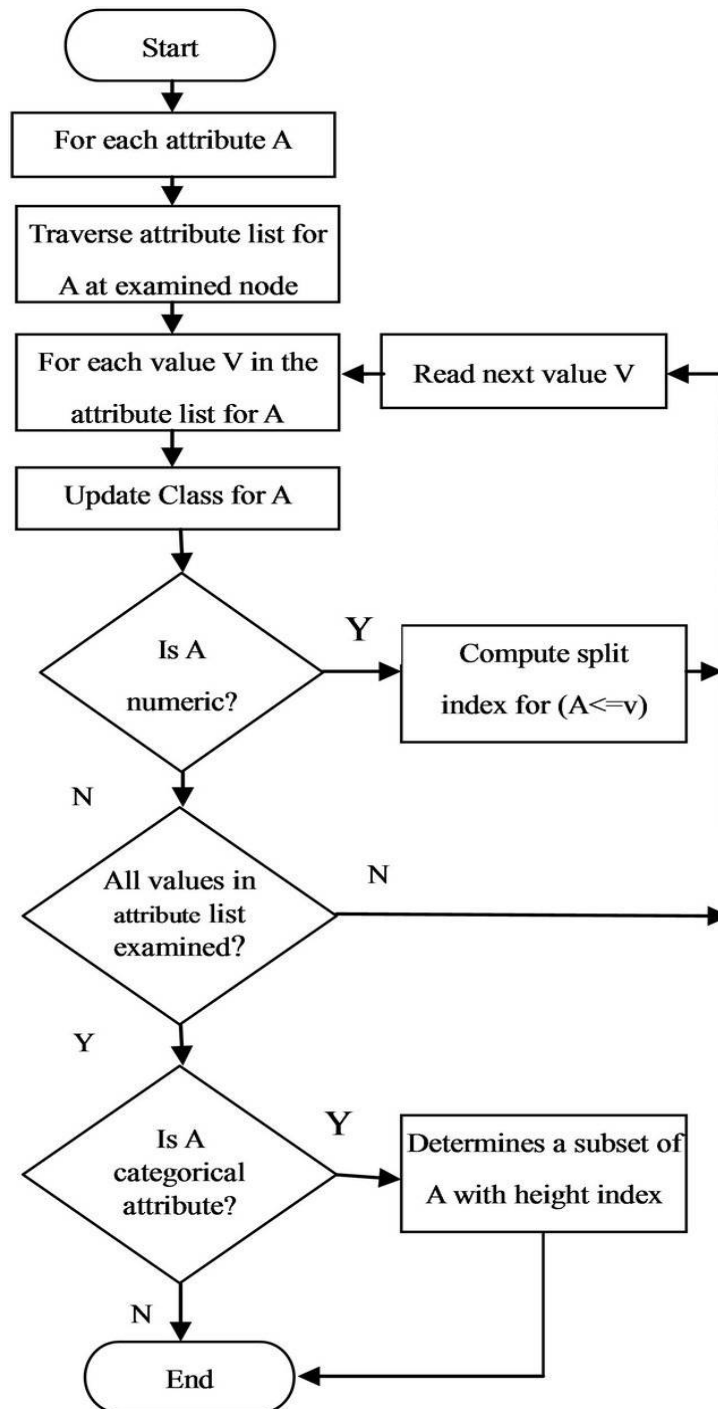 Start
For each attribute A
Traverse attribute list for
A at examined node
For each value V in the
attribute list for A
Read next value V
Update Class for A
Is A
numeric?
Y
Compute split
index for (A<=v)
N
All values in
attribute list
examined?
N
Y
Is A
categorical
attribute?
Y
Determines a subset of
A with height index
N
End